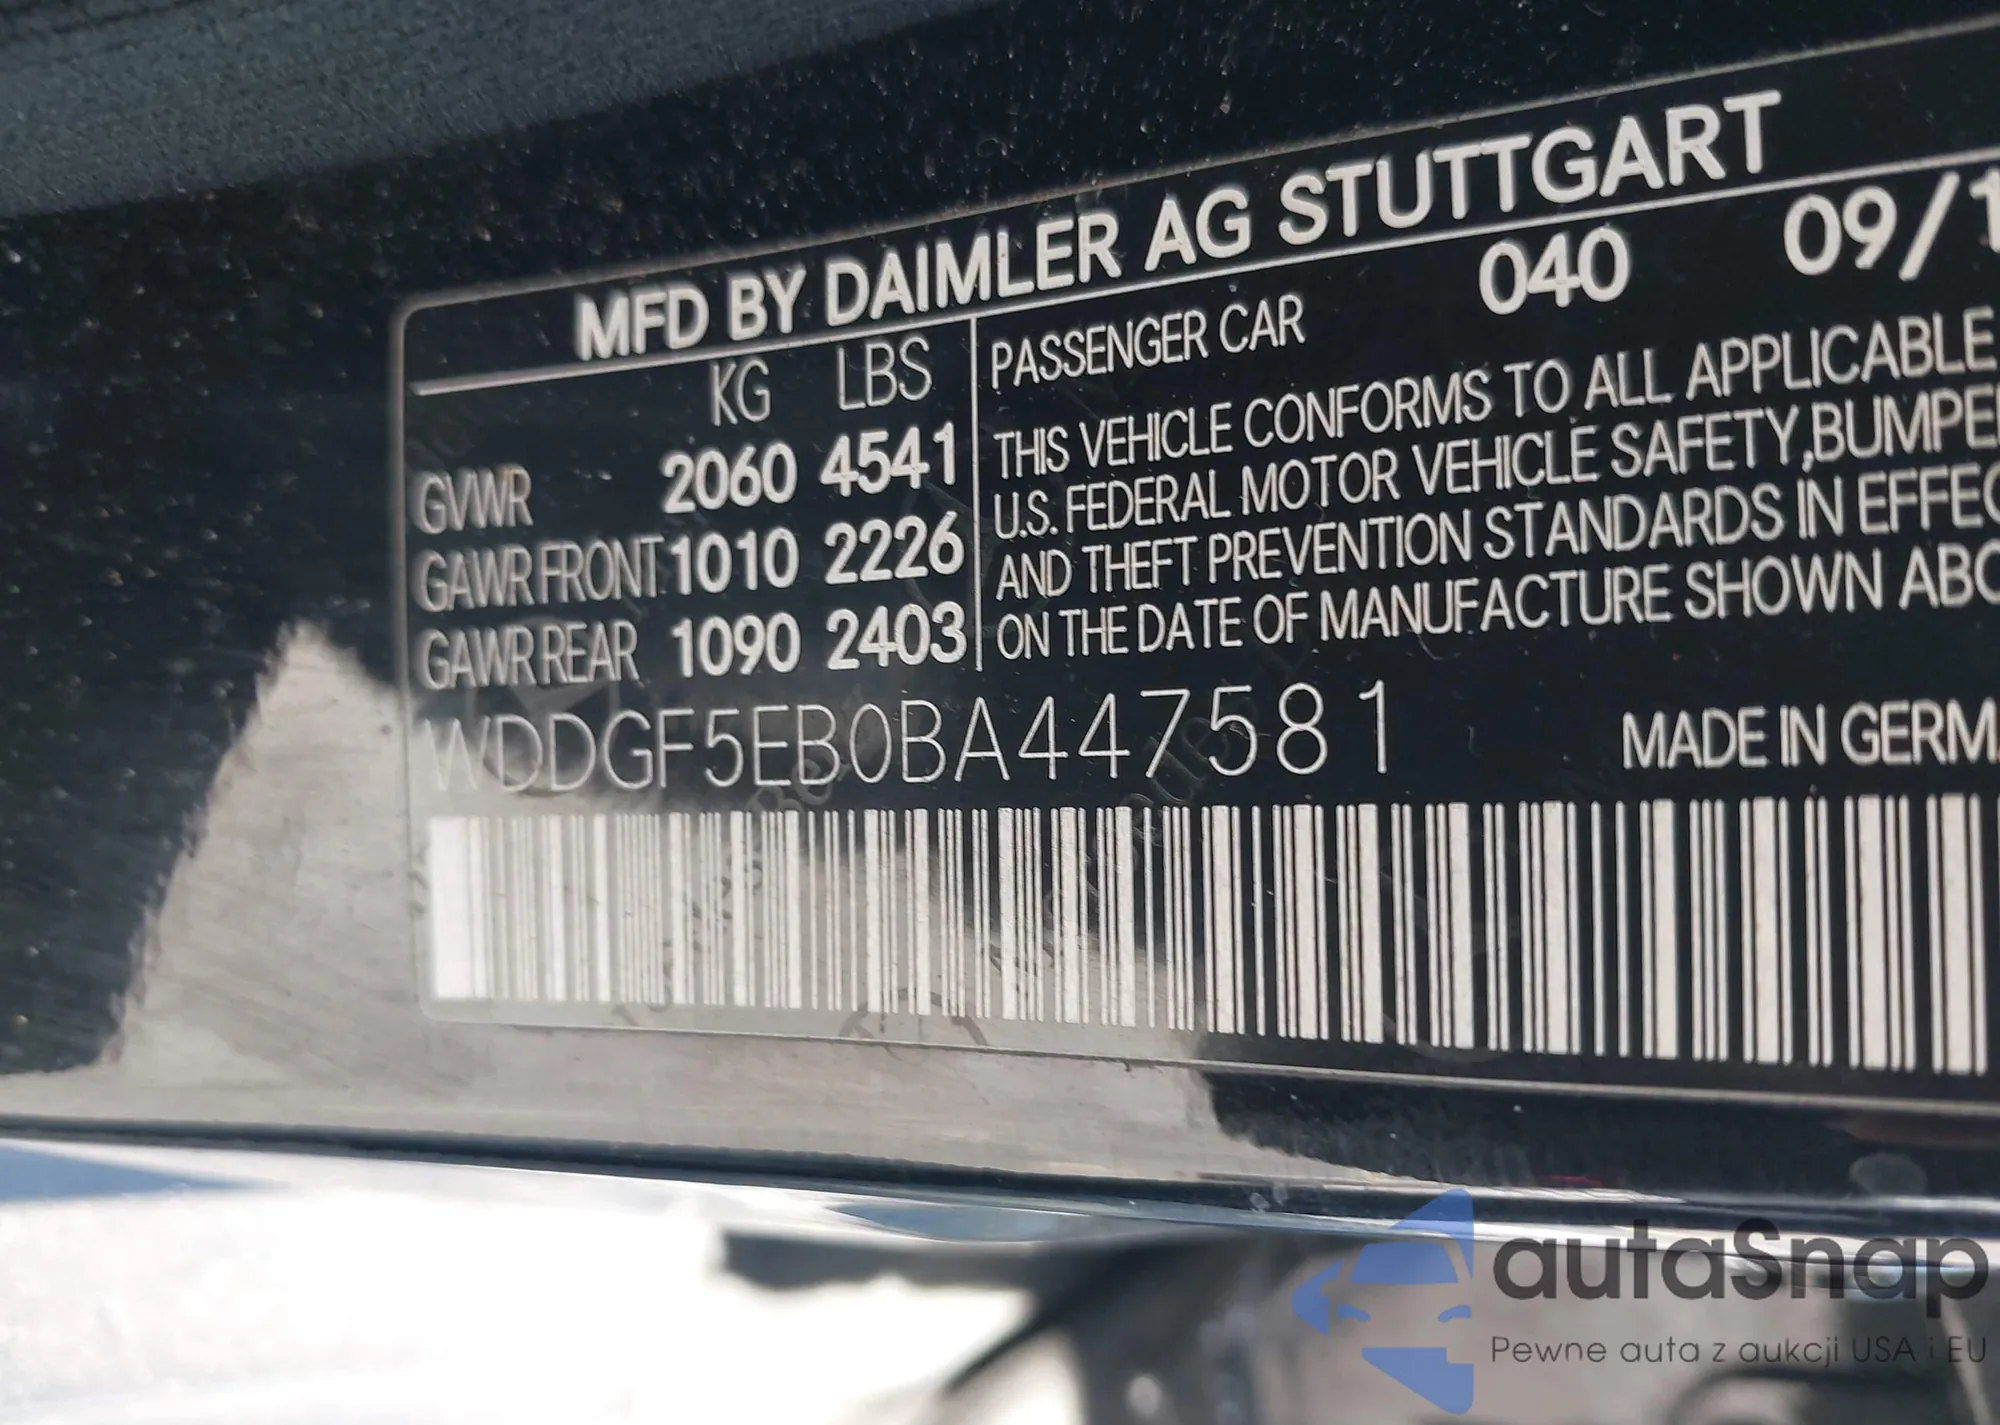 MFD BY DAIMLER AG STUTTGART
KG LBS
GVWR 2060 4541
GAWR FRONT 1010 2226
GAWR REAR 1090 2403
PASSENGER CAR 040 09/1
THIS VEHICLE CONFORMS TO ALL APPLICABLE
U.S. FEDERAL MOTOR VEHICLE SAFETY,BUMPE
AND THEFT PREVENTION STANDARDS IN EFFEC
ON THE DATE OF MANUFACTURE SHOWN ABO
WDDGF5EB0BA447581
MADE IN GERM
autaSnap
Pewne auta z aukcji USA i EU